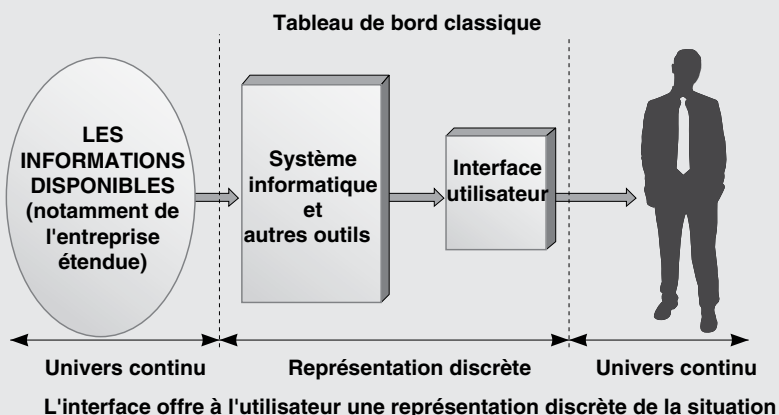 Tableau de bord classique
LES
INFORMATIONS
DISPONIBLES
(notamment de
l'entreprise
étendue)
Système
informatique
et
autres outils
Interface
utilisateur
Univers continu
Représentation discrète
Univers continu
L'interface offre à l'utilisateur une représentation discrète de la situation